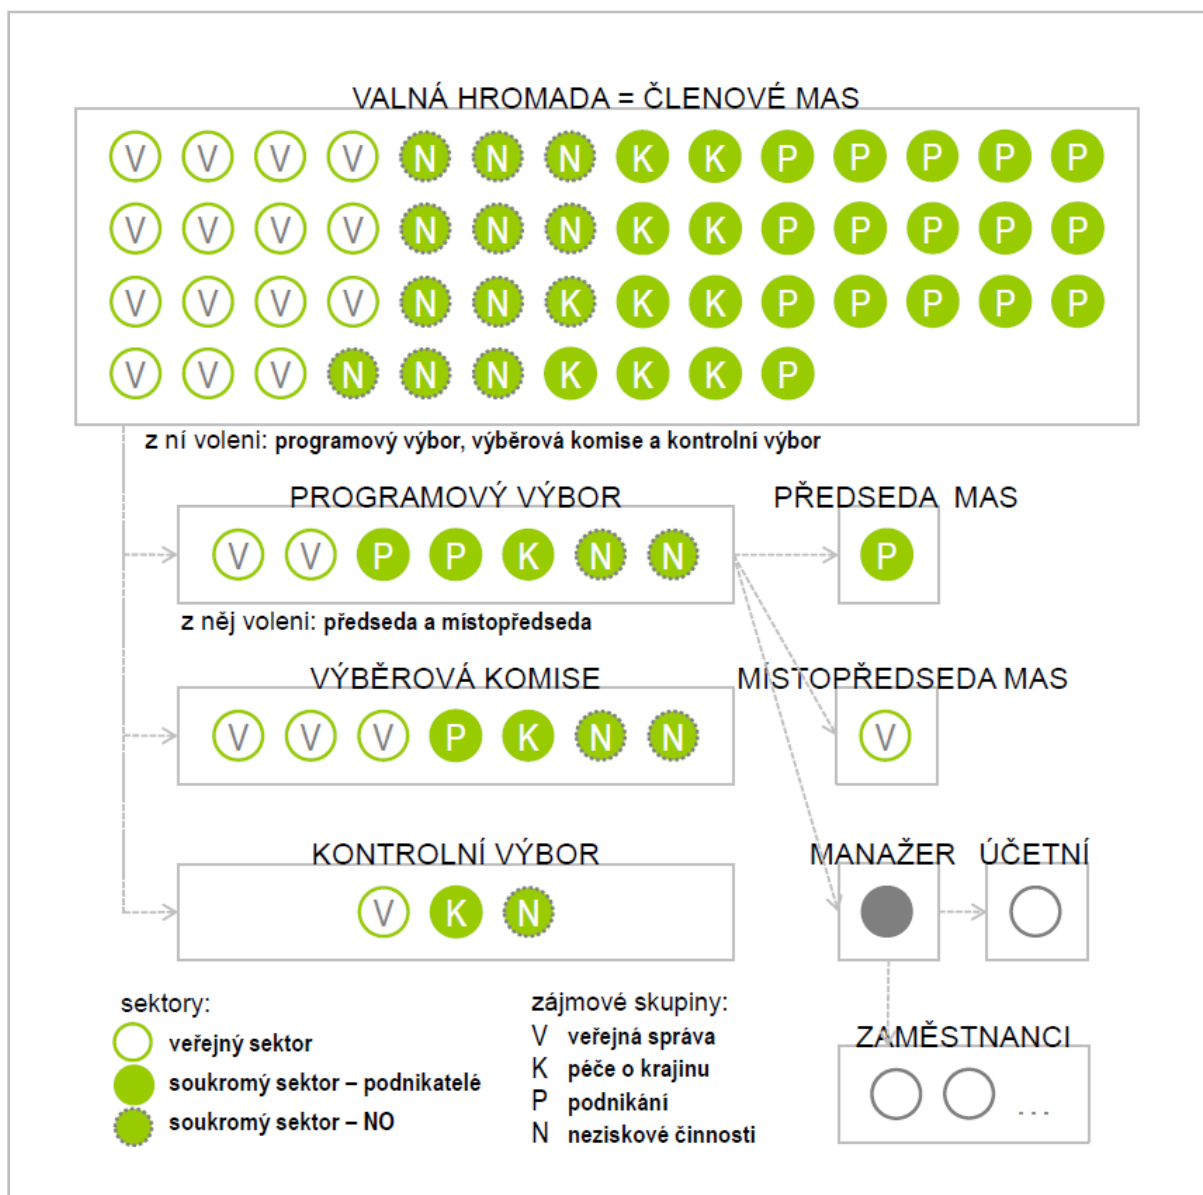 VALNÁ HROMADA = ČLENOVÉ MAS
V V V V N N N K K P P P P P
V V V V N N N K K P P P P P
V V V V N N K K K P P P P P
V V V N N N K K K P
z ní voleni: programový výbor, výběrová komise a kontrolní výbor
PROGRAMOVÝ VÝBOR PŘEDSEDA MAS
V V P P K N N P
z něj voleni: předseda a místopředseda
VÝBĚROVÁ KOMISE MÍSTOPŘEDSEDA MAS
V V V P K N N V
KONTROLNÍ VÝBOR MANAŽER ÚČETNÍ
V K N
sektory:
veřejný sektor
soukromý sektor – podnikatelé
soukromý sektor – NO
zájmové skupiny:
V veřejná správa
K péče o krajinu
P podnikání
N neziskové činnosti
ZAMĚSTNANCI
...